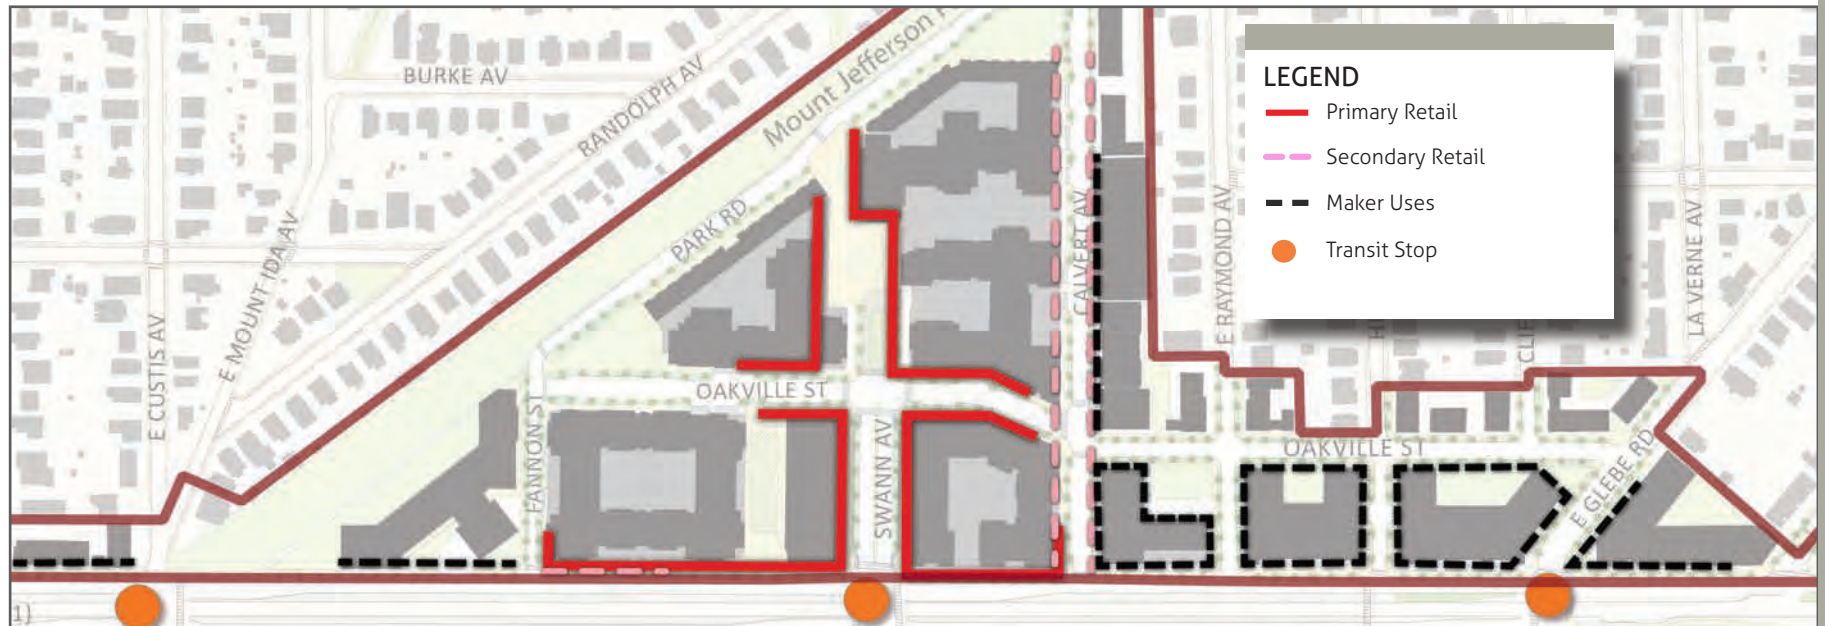 BURKE AV
RANDOLPH AV
Mount Jefferson
PARK RD
E MOUNT IDA AV
E CUSTIS AV
FANNON ST
OAKVILLE ST
SWANN AV
CALVERT AV
E RAYMOND AV
LA VERNE AV
OAKVILLE ST
E GLEBE RD
LEGEND
Primary Retail
Secondary Retail
Maker Uses
Transit Stop
1)